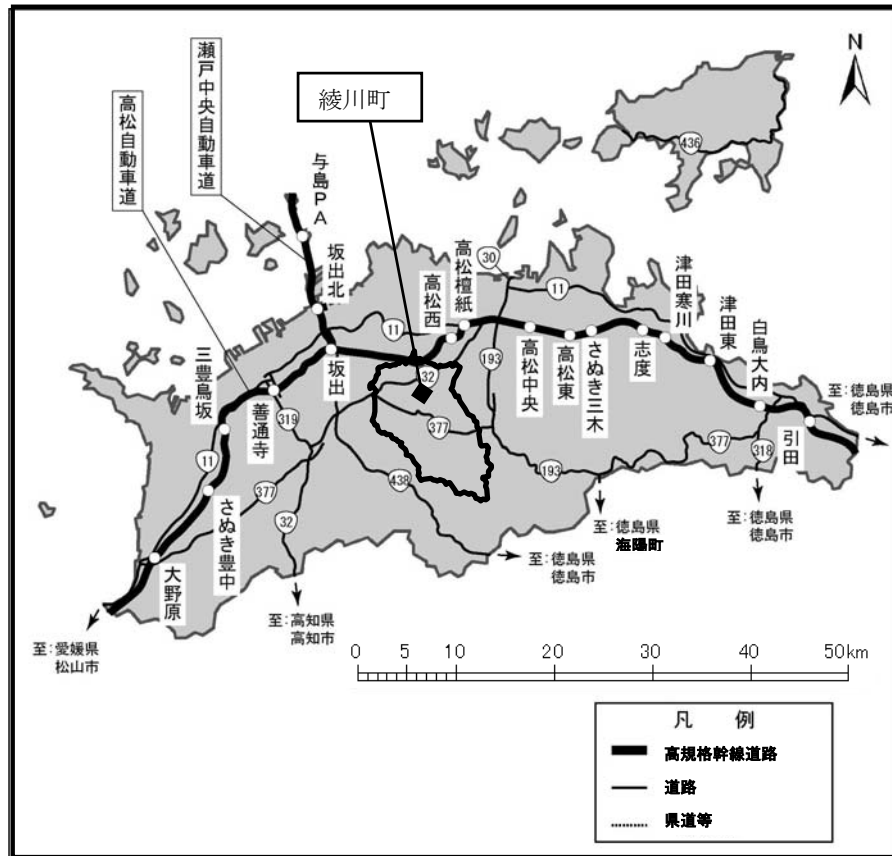 瀬戸中央自動車道
高松自動車道
綾川町
N
436
与島PA
坂出北
高松西
高松檀紙
30
11
津田寒川
津田東
白鳥大内
11
193
32
三豊鳥坂
善通寺
坂出
高松中央
高松東
さぬき三木
志度
引田
至:徳島県
徳島市
319
377
11
377
438
193
377
318
さぬき豊中
32
大野原
至:徳島県
徳島市
至:徳島県
海陽町
至:徳島県
徳島市
至:高知県
高知市
至:愛媛県
松山市
0 5 10 20 30 40 50km
凡 例
高規格幹線道路
道路
県道等